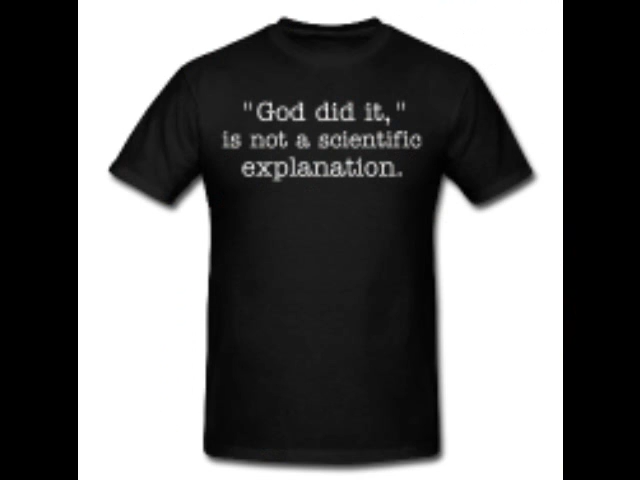 "God did it,"
is not a scientific
explanation.